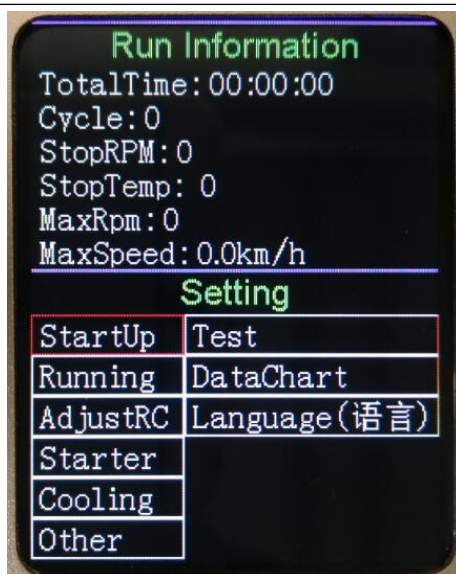 Run Information
TotalTime:00:00:00
Cycle:0
StopRPM:0
StopTemp: 0
MaxRpm:0
MaxSpeed:0.0km/h
Setting
StartUp Test
Running DataChart
AdjustRC Language(语言)
Starter
Cooling
Other